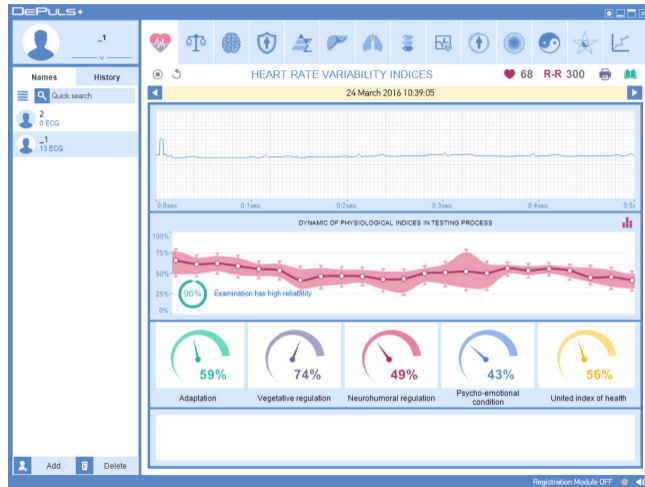 DePuls+
_1
Names History
Quick search
2
0 ECG
_1
13 ECG
Add Delete
HEART RATE VARIABILITY INDICES 68 R-R 300
24 March 2016 10:39:05
0:0sec 0:1sec 0:2sec 0:3sec 0:4sec 0:5
DYNAMIC OF PHYSIOLOGICAL INDICES IN TESTING PROCESS
100%
75%
50%
25%
0%
96% Examination has high reliability
59% 74% 49% 43% 56%
Adaptation Vegetative regulation Neurohumoral regulation Psycho-emotional condition United index of health
Registration Module OFF